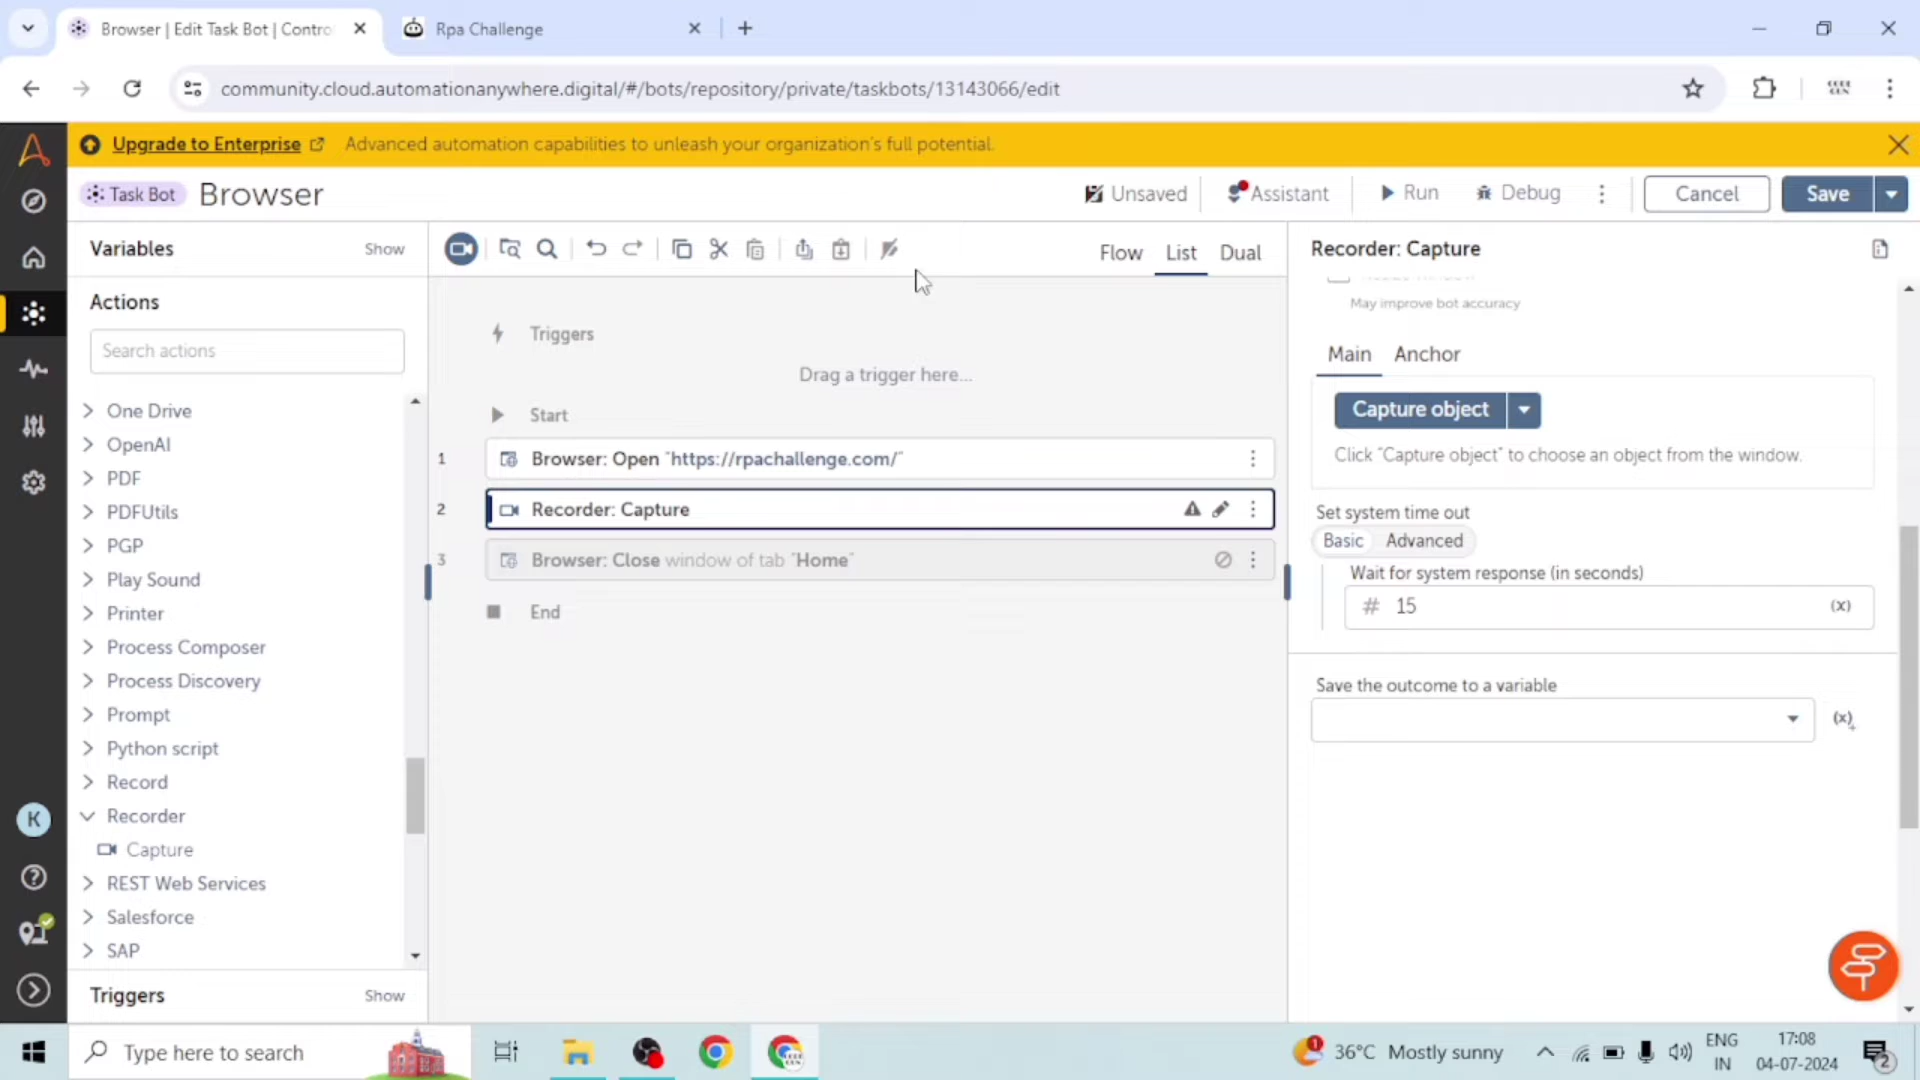 Browser | Edit Task Bot | Contro
Rpa Challenge
community.cloud.automationanywhere.digital/#/bots/repository/private/taskbots/13143066/edit
Upgrade to Enterprise
Advanced automation capabilities to unleash your organization's full potential.
Task Bot
Browser
Unsaved
Assistant
Run
Debug
Cancel
Save
Variables
Show
Actions
Search actions
One Drive
OpenAI
PDF
PDFUtils
PGP
Play Sound
Printer
Process Composer
Process Discovery
Prompt
Python script
Record
Recorder
Capture
REST Web Services
Salesforce
SAP
Triggers
Show
Flow
List
Dual
Triggers
Drag a trigger here...
Start
1
Browser: Open "https://rpachallenge.com/"
2
Recorder: Capture
3
Browser: Close window of tab "Home"
End
Recorder: Capture
May improve bot accuracy
Main
Anchor
Capture object
Click "Capture object" to choose an object from the window.
Set system time out
Basic
Advanced
Wait for system response (in seconds)
# 15
(x)
Save the outcome to a variable
(x)+
K
Type here to search
1
36°C Mostly sunny
ENG
IN
17:08
04-07-2024
2